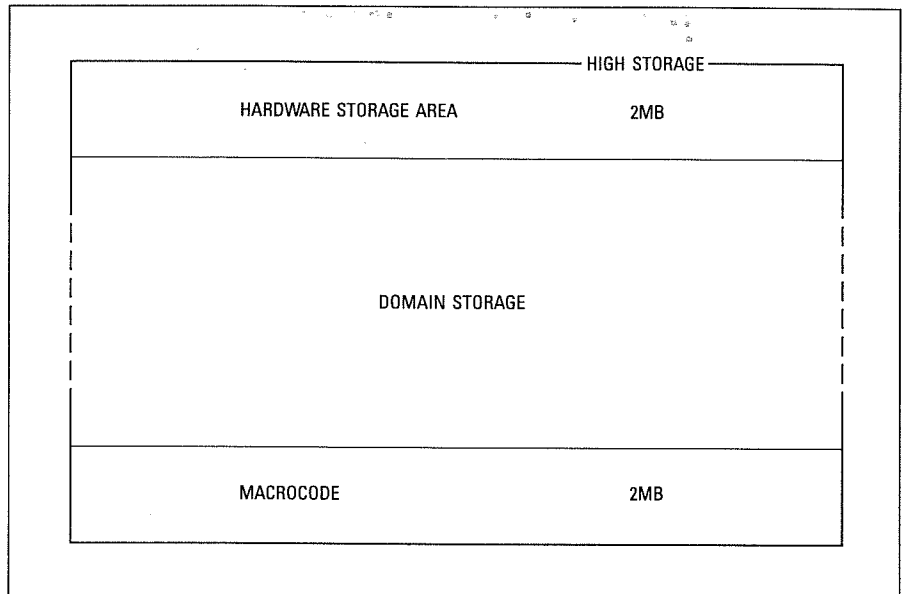 HIGH STORAGE
HARDWARE STORAGE AREA 2MB
DOMAIN STORAGE
MACROCODE 2MB